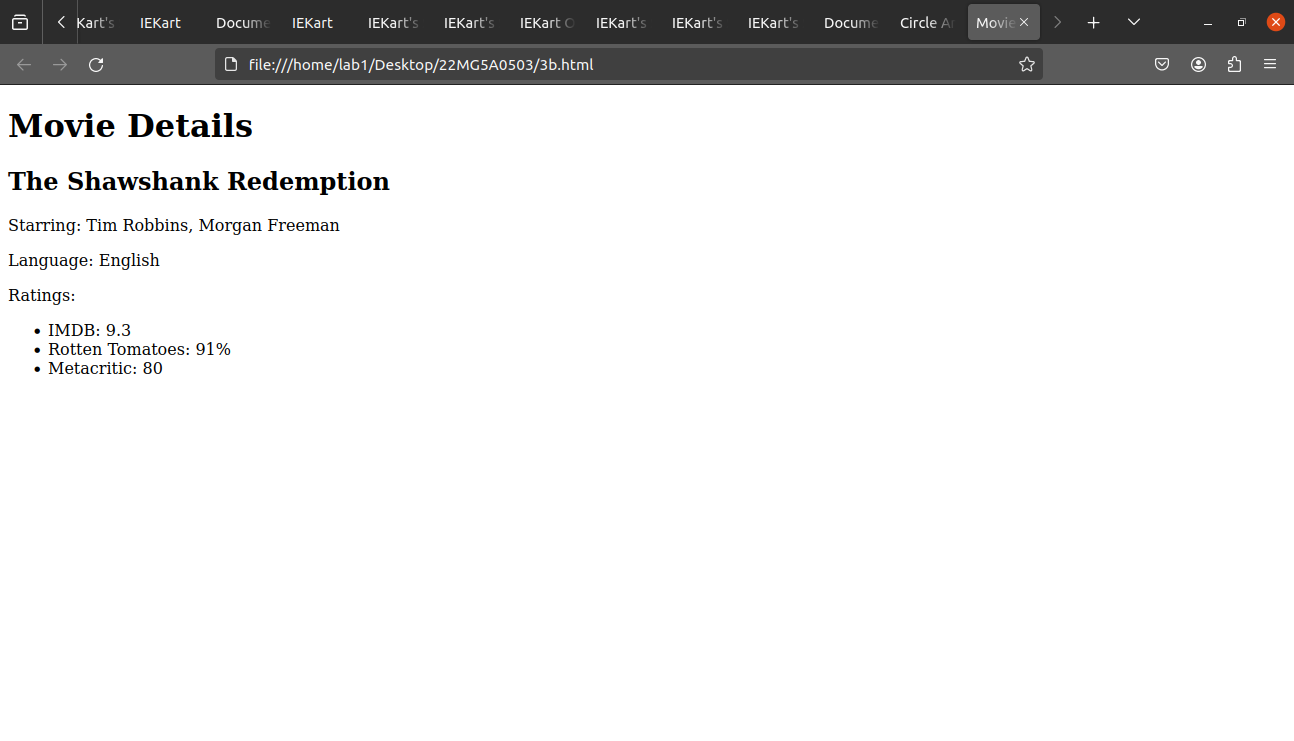 Kart's IEKart Docume IEKart IEKart's IEKart's IEKart O IEKart's IEKart's IEKart's Docume Circle Ar Movie
file:///home/lab1/Desktop/22MG5A0503/3b.html
Movie Details
The Shawshank Redemption
Starring: Tim Robbins, Morgan Freeman
Language: English
Ratings:
• IMDB: 9.3
• Rotten Tomatoes: 91%
• Metacritic: 80